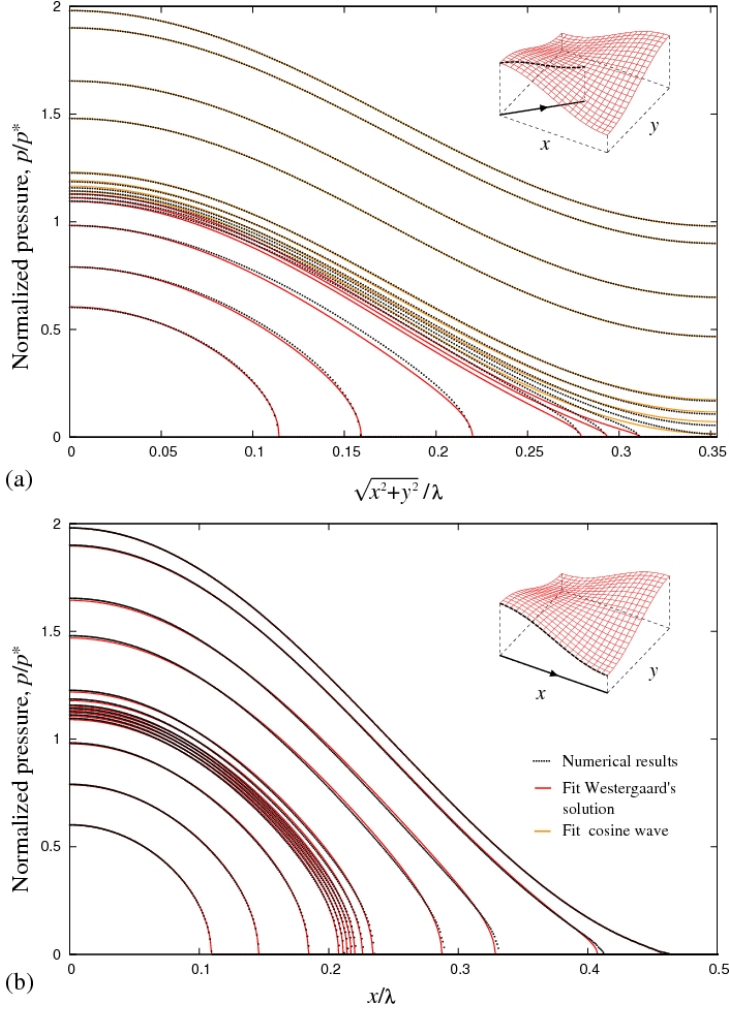 2
1.5
1
0.5
0
Normalized pressure, p/p*
x
y
0 0.05 0.1 0.15 0.2 0.25 0.3 0.35
(a)
√x²+y² /λ
2
1.5
1
0.5
0
Normalized pressure, p/p*
x
y
Numerical results
Fit Westergaard's
solution
Fit cosine wave
0 0.1 0.2 0.3 0.4 0.5
(b)
x/λ